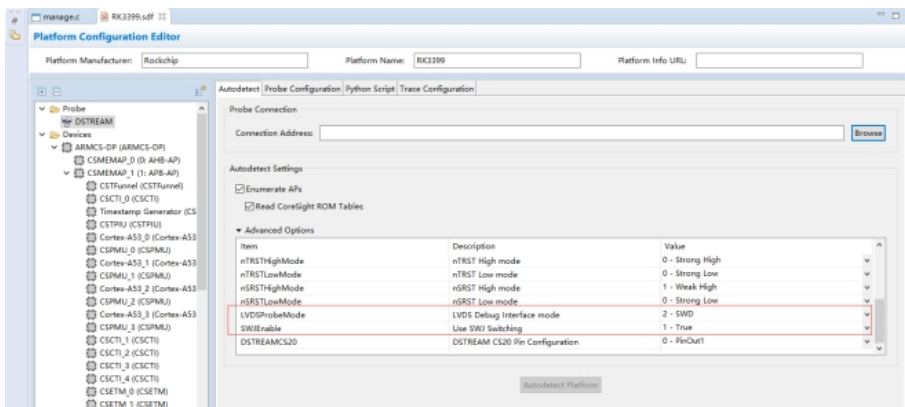 manage.c
RK3399.sdf
Platform Configuration Editor
Platform Manufacturer: Rockchip Platform Name: RK3399 Platform Info URL:
Autodetect Probe Configuration Python Script Trace Configuration
Probe
DSTREAM
Devices
ARMCS-DP (ARMCS-DP)
CSMEMAP_0 (0: AHB-AP)
CSMEMAP_1 (1: APB-AP)
CSTFunnel (CSTFunnel)
CSCTI_0 (CSCTI)
Timestamp Generator (CS
CSTPIU (CSTPIU)
Cortex-A53_0 (Cortex-A53
CSPMU_0 (CSPMU)
Cortex-A53_1 (Cortex-A53
CSPMU_1 (CSPMU)
Cortex-A53_2 (Cortex-A53
CSPMU_2 (CSPMU)
Cortex-A53_3 (Cortex-A53
CSPMU_3 (CSPMU)
CSCTI_1 (CSCTI)
CSCTI_2 (CSCTI)
CSCTI_3 (CSCTI)
CSCTI_4 (CSCTI)
CSETM_0 (CSETM)
CSETM_1 (CSETM)
Probe Connection
Connection Address: Browse
Autodetect Settings
Enumerate APs
Read CoreSight ROM Tables
Advanced Options
Item Description Value
nTRSTHighMode nTRST High mode 0 - Strong High
nTRSTLowMode nTRST Low mode 0 - Strong Low
nSRSTHighMode nSRST High mode 1 - Weak High
nSRSTLowMode nSRST Low mode 0 - Strong Low
LVDSProbeMode LVDS Debug Interface mode 2 - SWD
SWJEnable Use SWJ Switching 1 - True
DSTREAMCS20 DSTREAM CS20 Pin Configuration 0 - PinOut1
Autodetect Platform